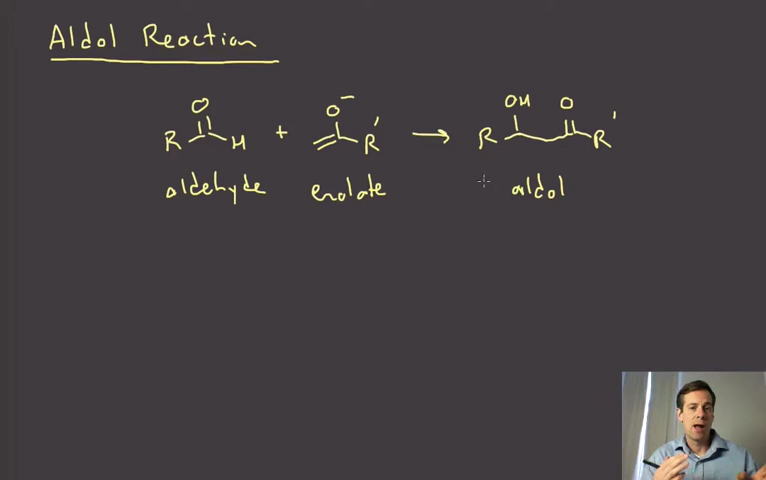 Aldol Reaction
O O⁻ OH O
R H + R' → R R'
aldehyde enolate aldol